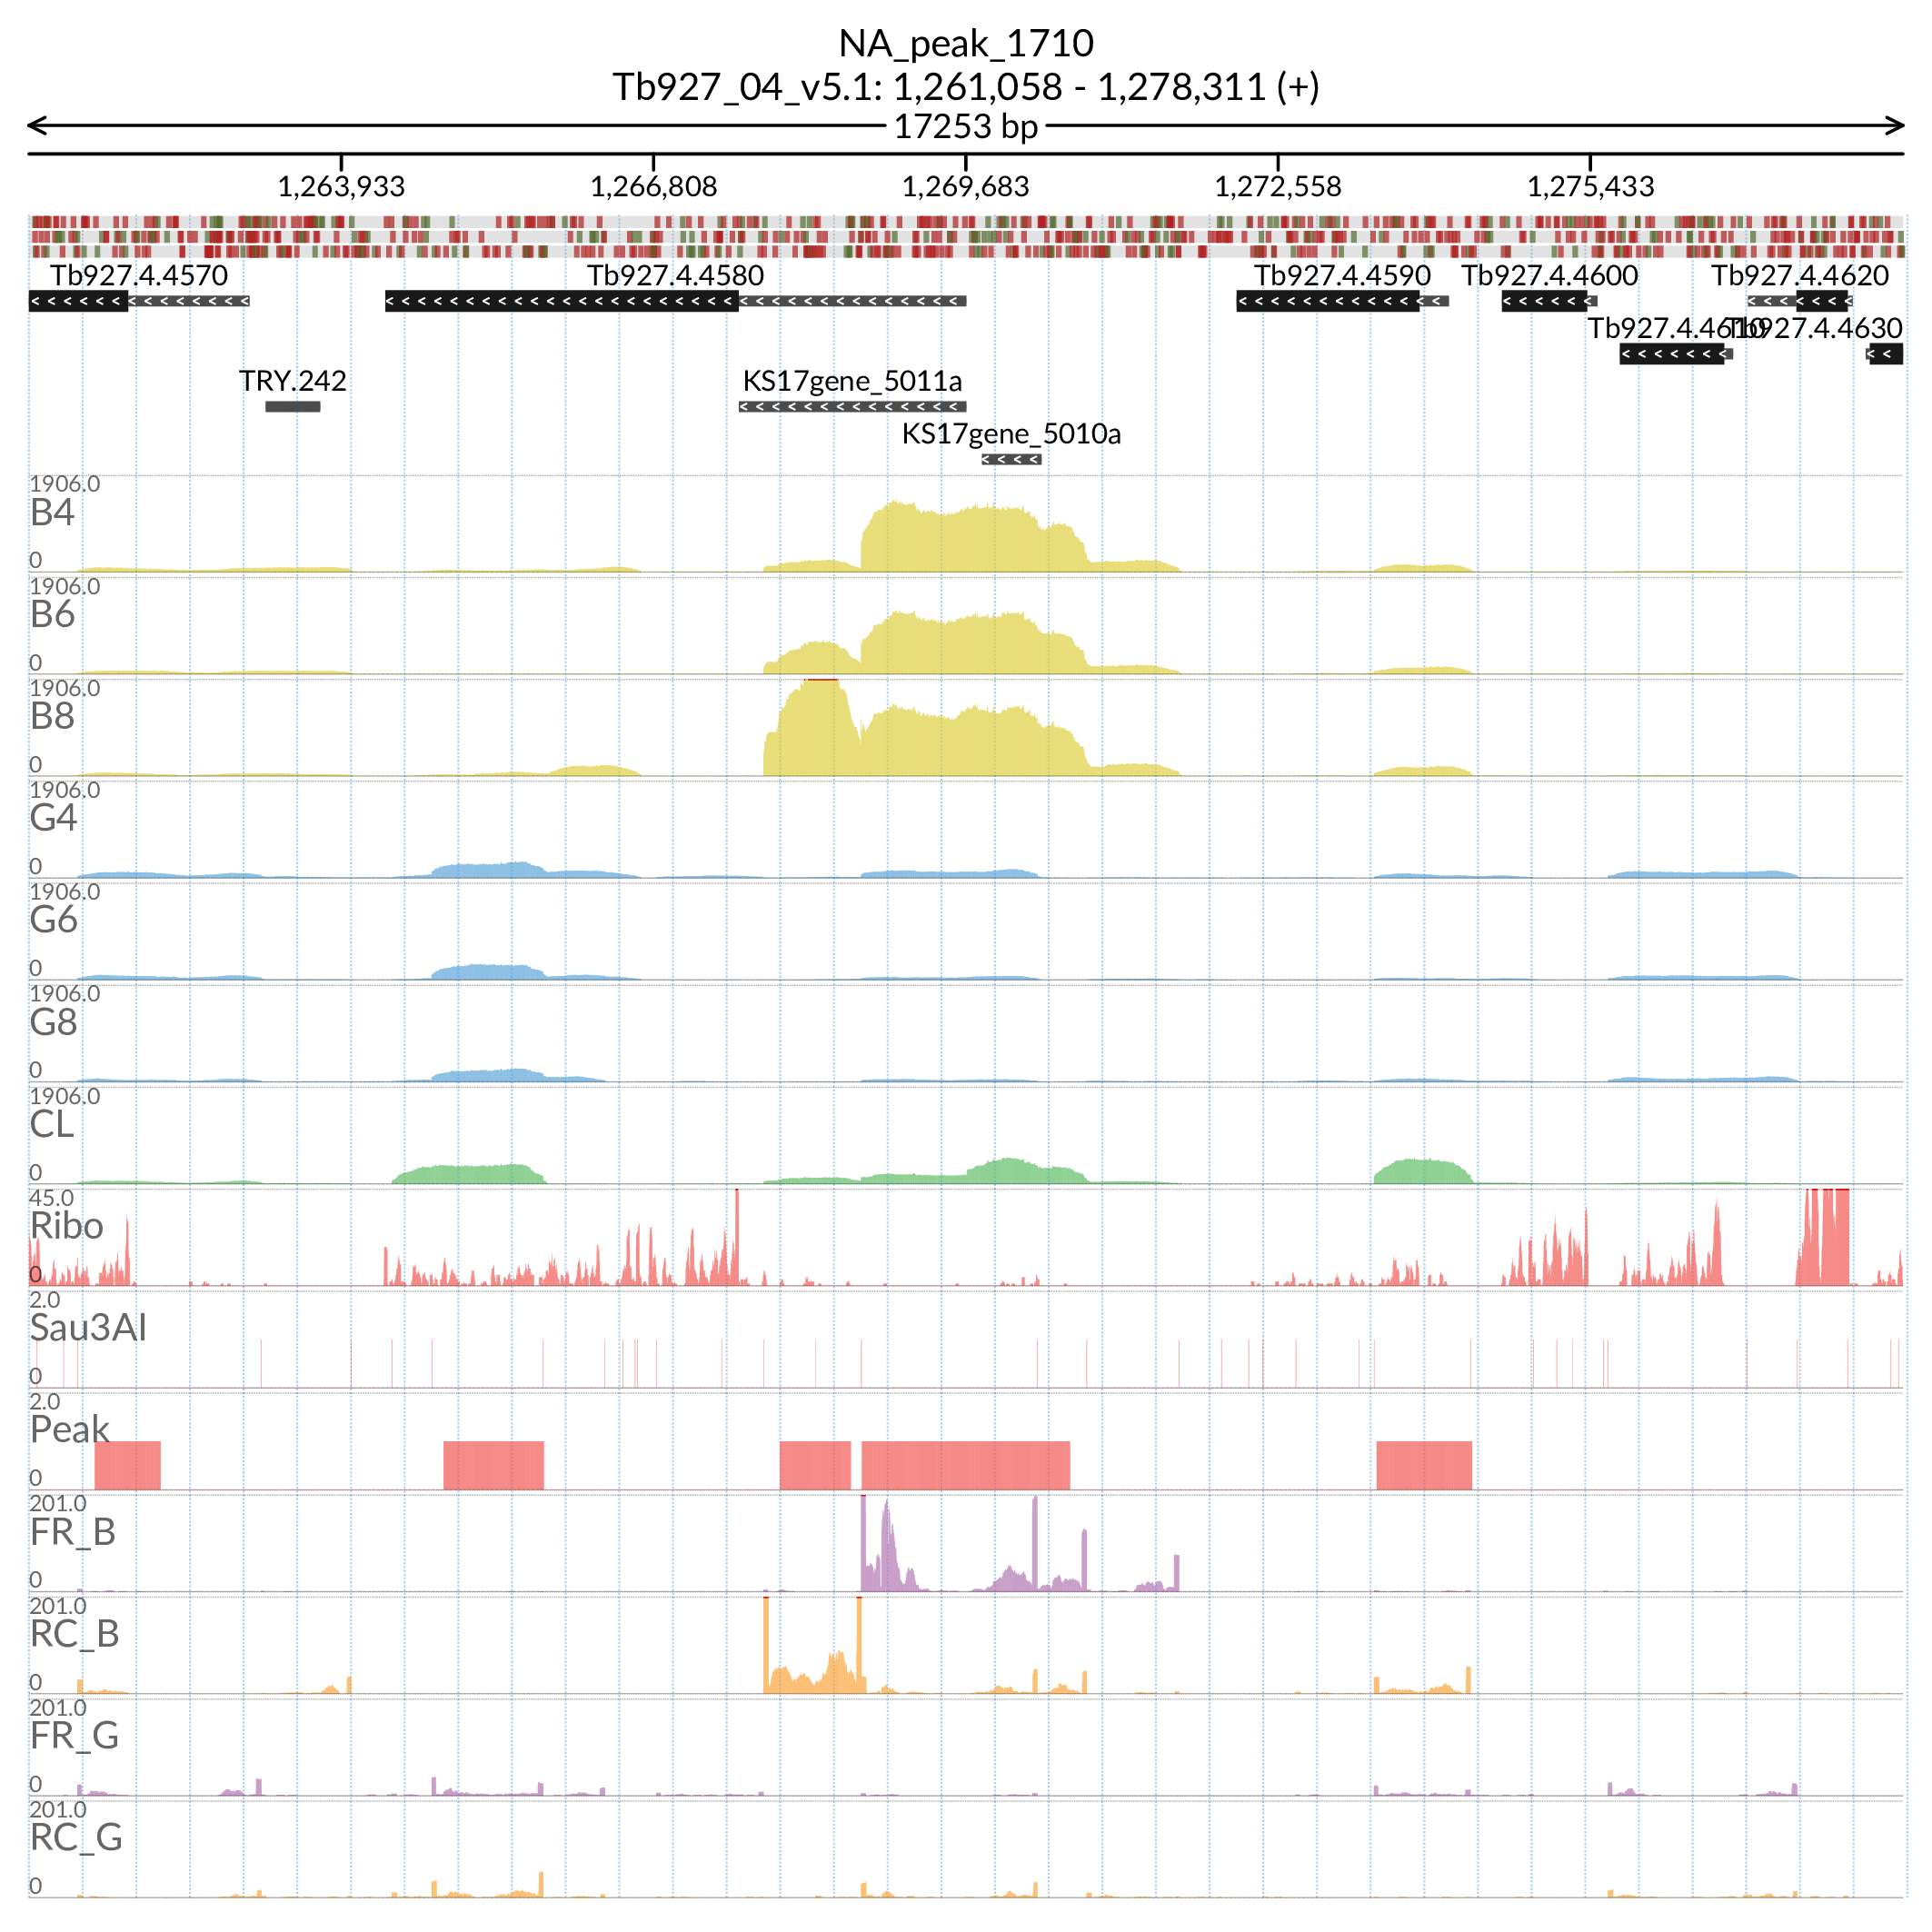 NA_peak_1710
Tb927_04_v5.1: 1,261,058 - 1,278,311 (+)
17253 bp
1,263,933 1,266,808 1,269,683 1,272,558 1,275,433
Tb927.4.4570 Tb927.4.4580 Tb927.4.4590 Tb927.4.4600 Tb927.4.4620
Tb927.4.4610 Tb927.4.4630
TRY.242 KS17gene_5011a
KS17gene_5010a
1906.0
B4
0
1906.0
B6
0
1906.0
B8
0
1906.0
G4
0
1906.0
G6
0
1906.0
G8
0
1906.0
CL
0
45.0
Ribo
0
2.0
Sau3AI
0
2.0
Peak
0
201.0
FR_B
0
201.0
RC_B
0
201.0
FR_G
0
201.0
RC_G
0